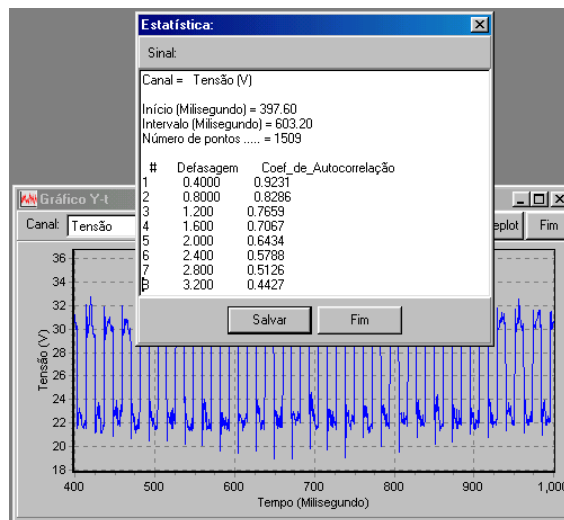 Estatística:
Sinal:
Canal = Tensão (V)
Início (Milisegundo) = 397.60
Intervalo (Milisegundo) = 603.20
Número de pontos ..... = 1509
# Defasagem Coef_de_Autocorrelação
1 0.4000 0.9231
2 0.8000 0.8286
3 1.200 0.7659
4 1.600 0.7067
5 2.000 0.6434
6 2.400 0.5788
7 2.800 0.5126
8 3.200 0.4427
Salvar Fim
Gráfico Y-t
Canal: Tensão eplot Fim
36
34
32
30
28
26
24
22
20
18
Tensão (V)
400 500 600 700 800 900 1,000
Tempo (Milisegundo)